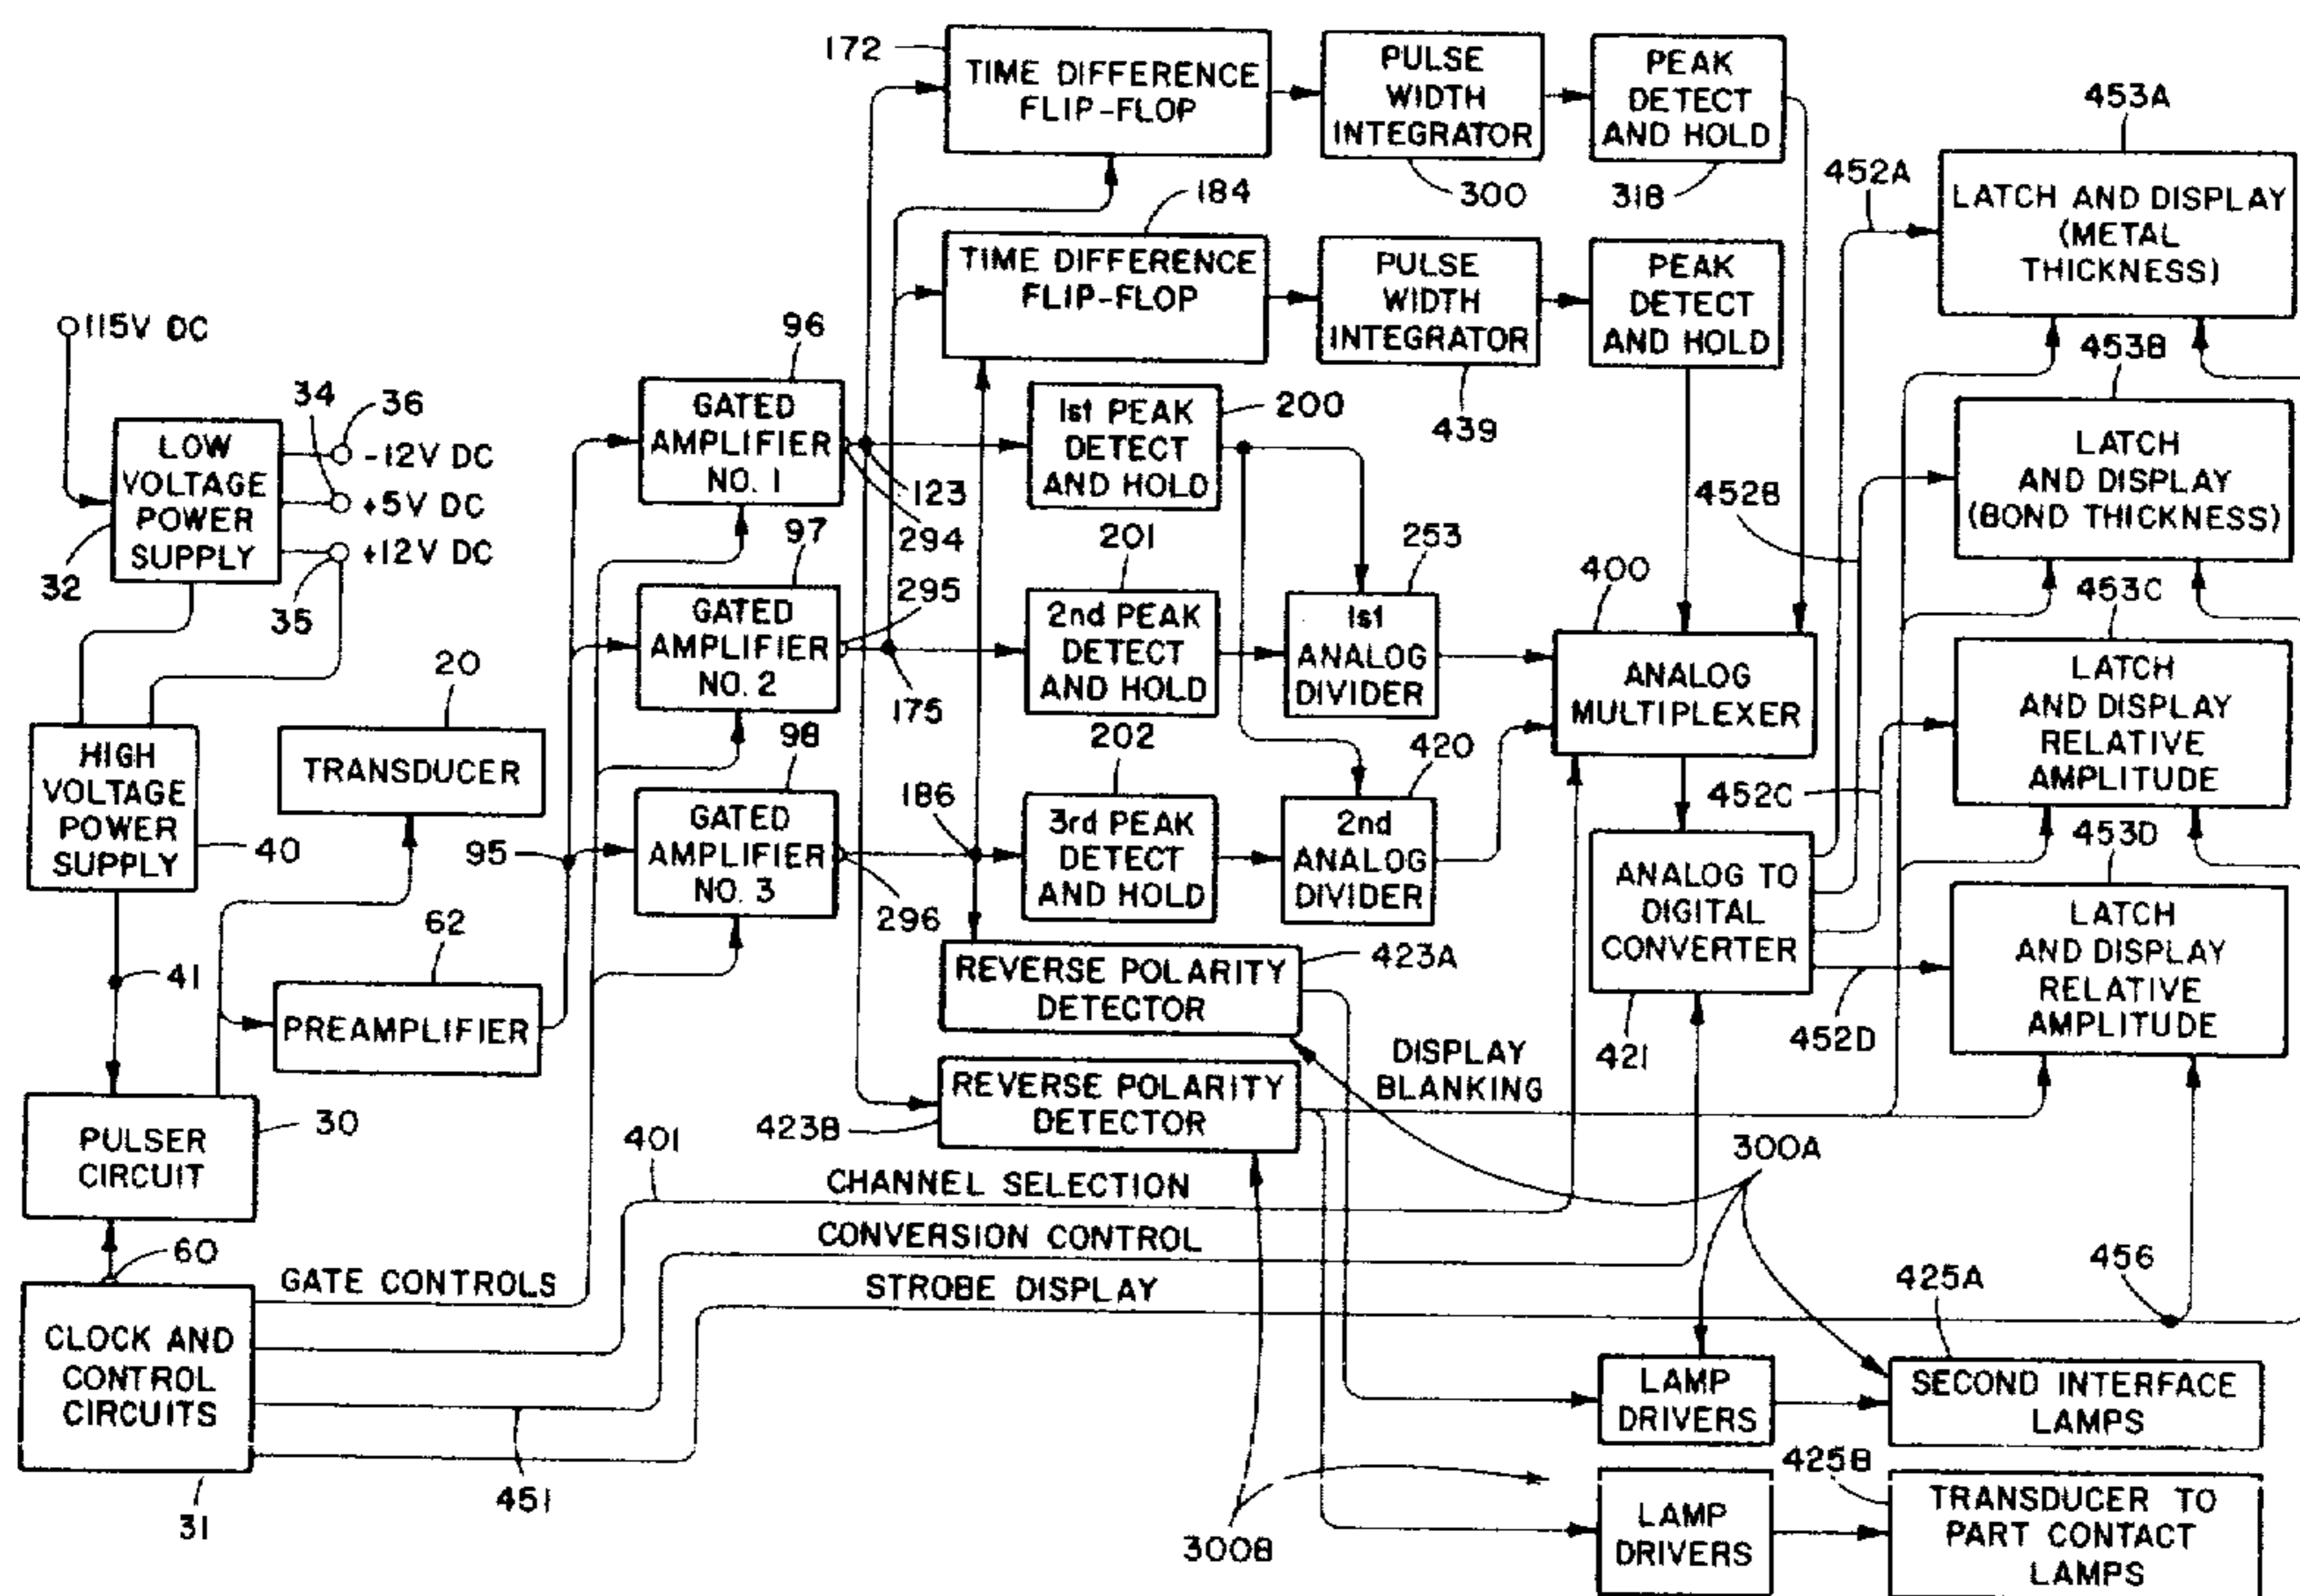 172
TIME DIFFERENCE
FLIP-FLOP
PULSE
WIDTH
INTEGRATOR
300
PEAK
DETECT
AND HOLD
318
184
TIME DIFFERENCE
FLIP-FLOP
PULSE
WIDTH
INTEGRATOR
439
PEAK
DETECT
AND HOLD
452A
453A
LATCH AND DISPLAY
(METAL
THICKNESS)
115V DC
34
36
-12V DC
+5V DC
+12V DC
LOW
VOLTAGE
POWER
SUPPLY
32
35
96
GATED
AMPLIFIER
NO. 1
123
294
1st PEAK
DETECT
AND HOLD
200
452B
453B
LATCH
AND DISPLAY
(BOND THICKNESS)
97
GATED
AMPLIFIER
NO. 2
295
175
201
2nd PEAK
DETECT
AND HOLD
253
1st
ANALOG
DIVIDER
400
ANALOG
MULTIPLEXER
453C
LATCH
AND DISPLAY
RELATIVE
AMPLITUDE
20
TRANSDUCER
HIGH
VOLTAGE
POWER
SUPPLY
40
95
98
GATED
AMPLIFIER
NO. 3
296
186
202
3rd PEAK
DETECT
AND HOLD
420
2nd
ANALOG
DIVIDER
452C
ANALOG TO
DIGITAL
CONVERTER
421
452D
453D
LATCH
AND DISPLAY
RELATIVE
AMPLITUDE
41
62
PREAMPLIFIER
REVERSE POLARITY
DETECTOR
423A
REVERSE POLARITY
DETECTOR
423B
DISPLAY
BLANKING
PULSER
CIRCUIT
30
60
401
CHANNEL SELECTION
CONVERSION CONTROL
GATE CONTROLS
STROBE DISPLAY
300A
456
CLOCK AND
CONTROL
CIRCUITS
31
451
300B
LAMP
DRIVERS
425A
SECOND INTERFACE
LAMPS
LAMP
DRIVERS
425B
TRANSDUCER TO
PART CONTACT
LAMPS